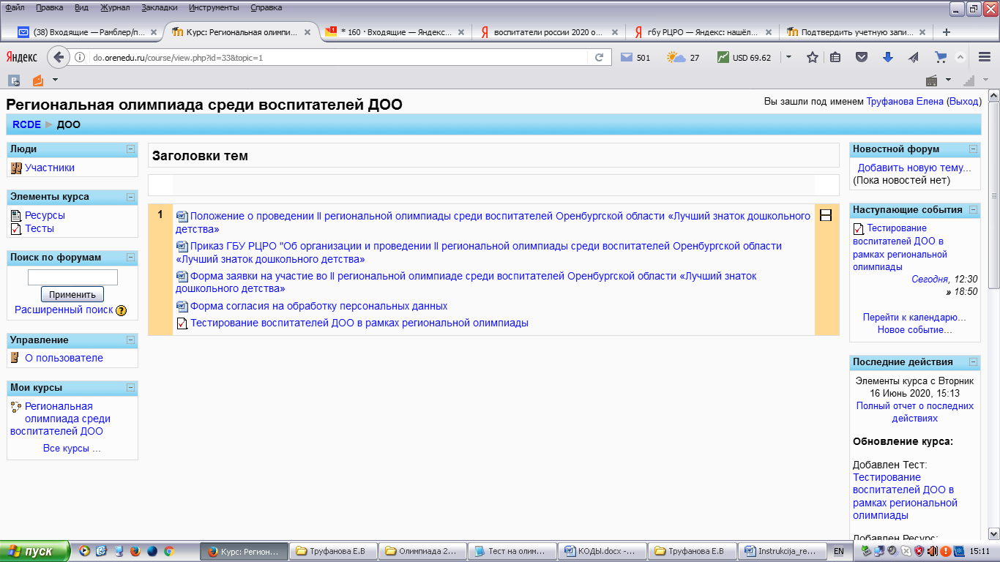 Файл Правка Вид Журнал Закладки Инструменты Справка
(38) Входящие — Рамблер/п...
Курс: Региональная олимпи...
* 160 · Входящие — Яндекс...
воспитатели россии 2020 о...
гбу РЦРО — Яндекс: нашёл...
Подтвердить учетную запи...
Яндекс
do.orenedu.ru/course/view.php?id=33&topic=1
501
27
USD 69.62
Региональная олимпиада среди воспитателей ДОО
Вы зашли под именем Труфанова Елена (Выход)
RCDE ► ДОО
Люди
Участники
Элементы курса
Ресурсы
Тесты
Поиск по форумам
Применить
Расширенный поиск ?
Управление
О пользователе
Мои курсы
Региональная
олимпиада среди
воспитателей ДОО
Все курсы ...
Заголовки тем
1
Положение о проведении II региональной олимпиады среди воспитателей Оренбургской области «Лучший знаток дошкольного
детства»
Приказ ГБУ РЦРО "Об организации и проведении II региональной олимпиады среди воспитателей Оренбургской области
«Лучший знаток дошкольного детства»
Форма заявки на участие во II региональной олимпиаде среди воспитателей Оренбургской области «Лучший знаток
дошкольного детства»
Форма согласия на обработку персональных данных
Тестирование воспитателей ДОО в рамках региональной олимпиады
Новостной форум
Добавить новую тему...
(Пока новостей нет)
Наступающие события
Тестирование
воспитателей ДОО в
рамках региональной
олимпиады
Сегодня, 12:30
» 18:50
Перейти к календарю...
Новое событие...
Последние действия
Элементы курса с Вторник
16 Июнь 2020, 15:13
Полный отчет о последних
действиях
Обновление курса:
Добавлен Тест:
Тестирование
воспитателей ДОО в
рамках региональной
олимпиады
Добавлен Ресурс:
пуск
Курс: Регион...
Труфанова Е.В
Олимпиада 2...
Тест на олим...
КОДЫ.docx -...
Труфанова Е.В
Instrukcija_re...
EN
15:11